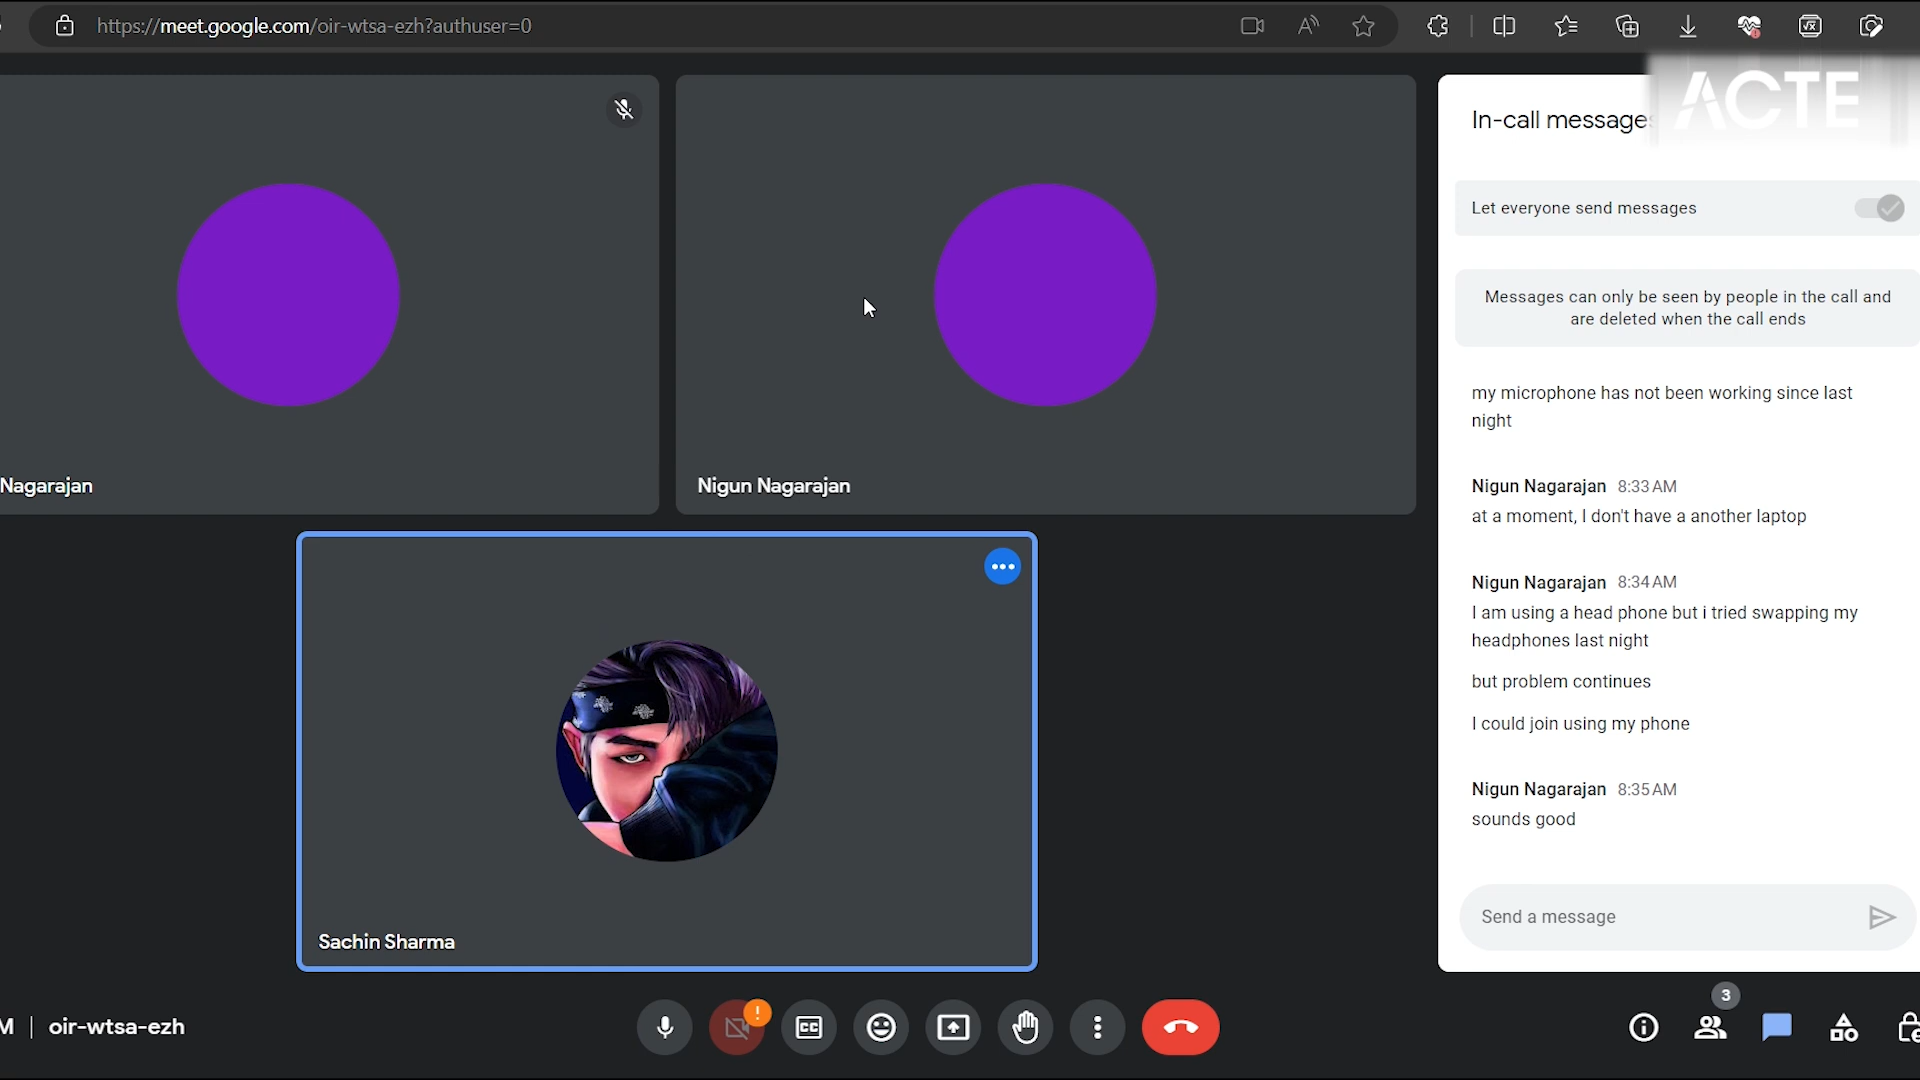 https://meet.google.com/oir-wtsa-ezh?authuser=0
ACTE
In-call messages
Let everyone send messages
Messages can only be seen by people in the call and
are deleted when the call ends
my microphone has not been working since last
night
Nigun Nagarajan 8:33 AM
at a moment, I don't have a another laptop
Nigun Nagarajan 8:34 AM
I am using a head phone but i tried swapping my
headphones last night
but problem continues
I could join using my phone
Nigun Nagarajan 8:35 AM
sounds good
Send a message
Nagarajan
Nigun Nagarajan
Sachin Sharma
M | oir-wtsa-ezh
CC
3